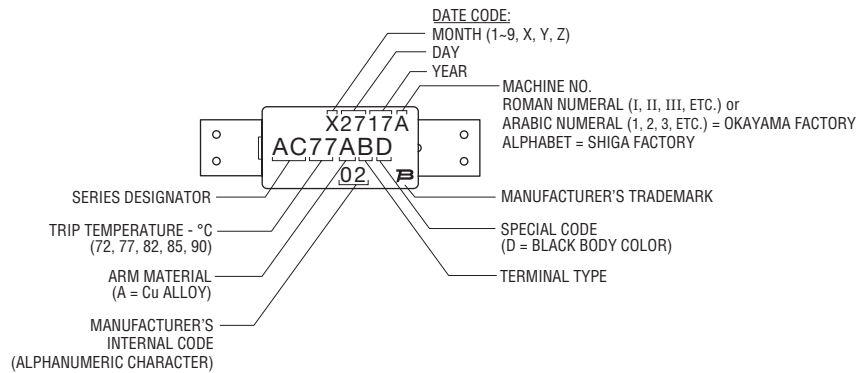 DATE CODE:
MONTH (1~9, X, Y, Z)
DAY
YEAR
MACHINE NO.
ROMAN NUMERAL (I, II, III, ETC.) or
ARABIC NUMERAL (1, 2, 3, ETC.) = OKAYAMA FACTORY
ALPHABET = SHIGA FACTORY
X2717A
AC77ABD
02
B
SERIES DESIGNATOR
MANUFACTURER'S TRADEMARK
TRIP TEMPERATURE - °C
(72, 77, 82, 85, 90)
SPECIAL CODE
(D = BLACK BODY COLOR)
ARM MATERIAL
(A = Cu ALLOY)
TERMINAL TYPE
MANUFACTURER'S
INTERNAL CODE
(ALPHANUMERIC CHARACTER)